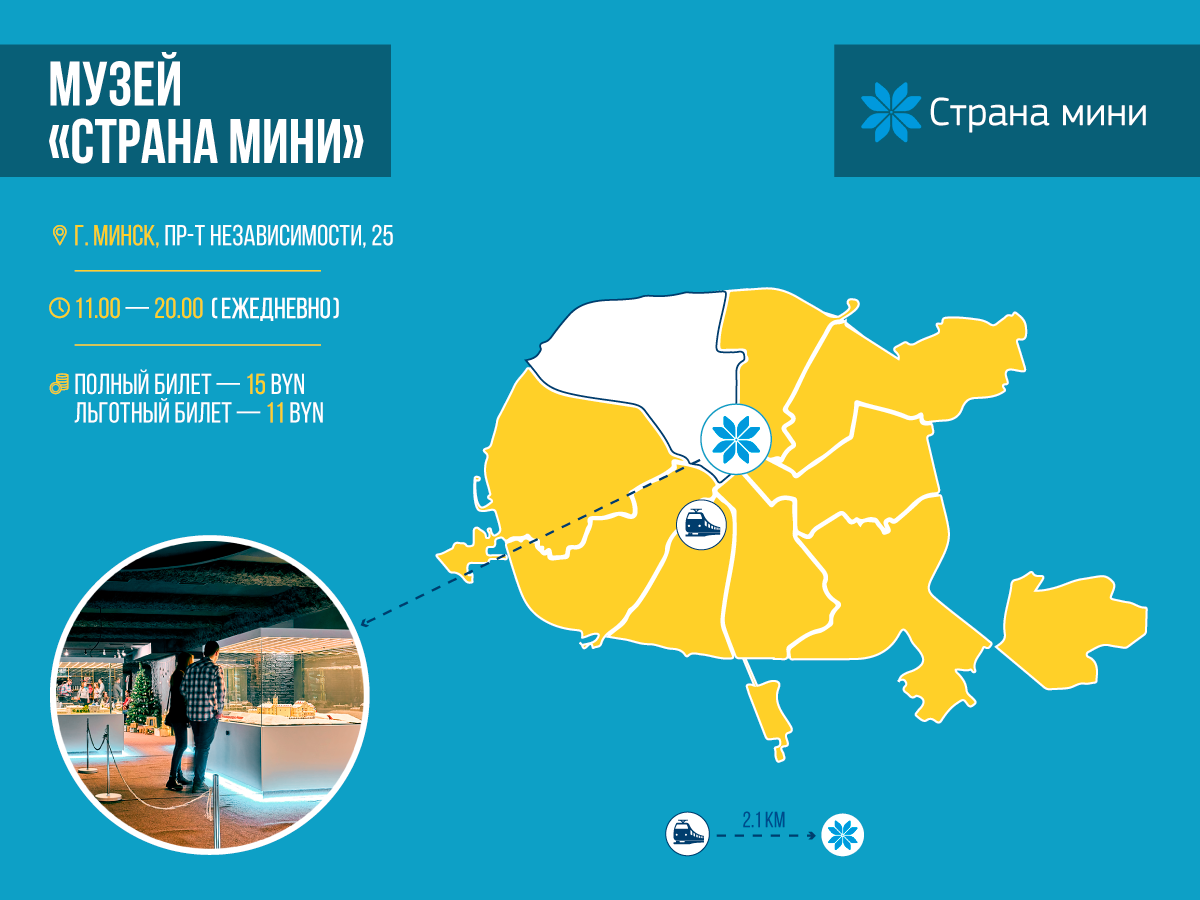 МУЗЕЙ
«СТРАНА МИНИ»
Страна мини
Г. МИНСК, ПР-Т НЕЗАВИСИМОСТИ, 25
11.00 — 20.00 (ЕЖЕДНЕВНО)
ПОЛНЫЙ БИЛЕТ — 15 BYN
ЛЬГОТНЫЙ БИЛЕТ — 11 BYN
2.1 КМ